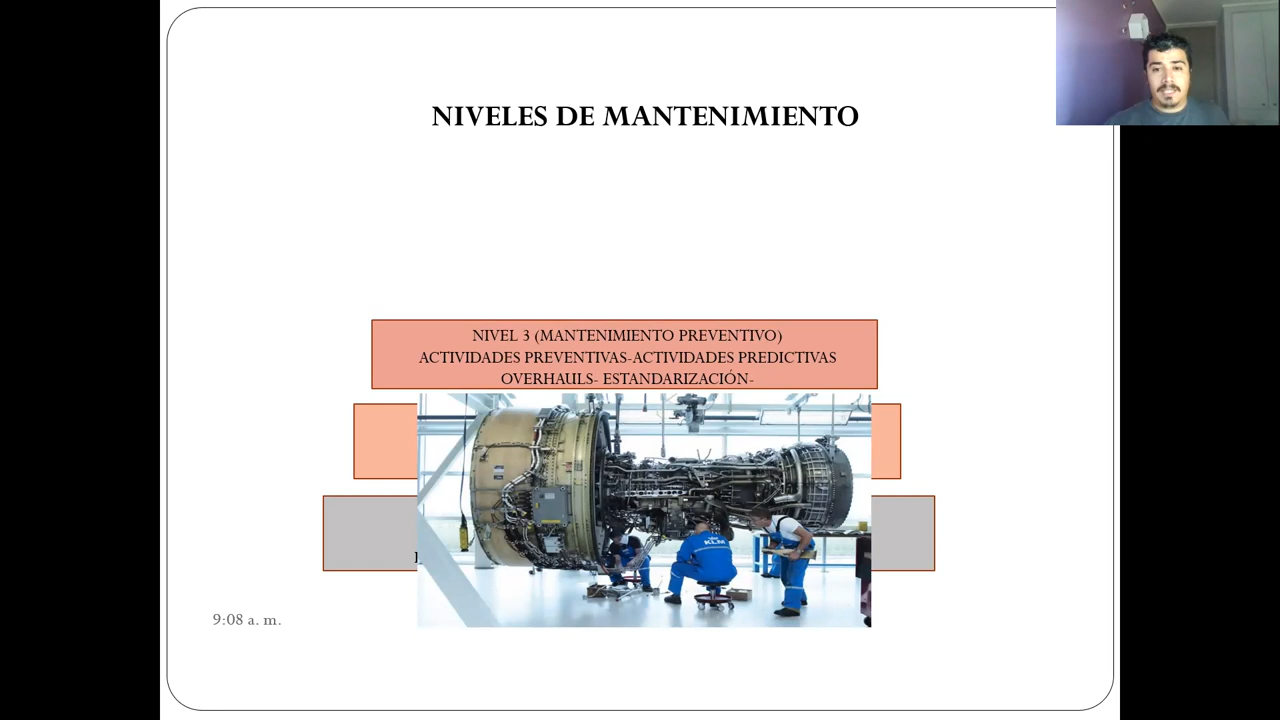 NIVELES DE MANTENIMIENTO
NIVEL 3 (MANTENIMIENTO PREVENTIVO)
ACTIVIDADES PREVENTIVAS-ACTIVIDADES PREDICTIVAS
OVERHAULS- ESTANDARIZACIÓN-
KLM
9:08 a. m.